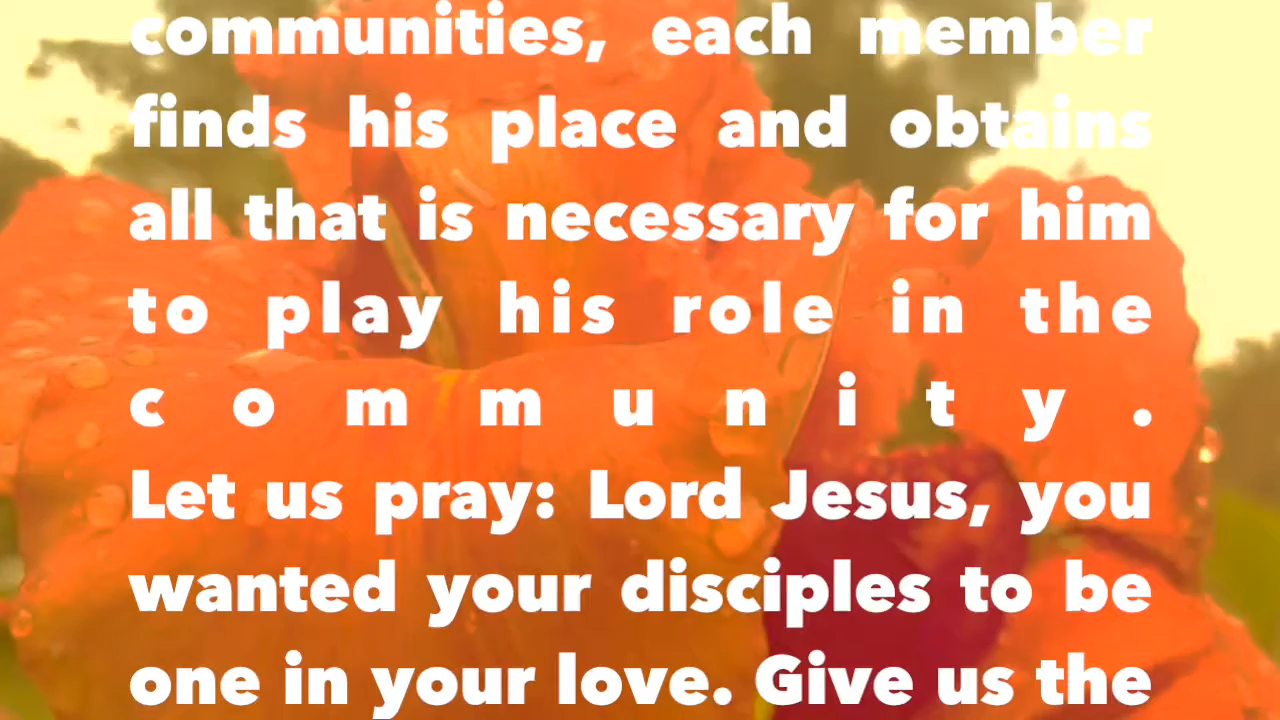 communities, each member
finds his place and obtains
all that is necessary for him
to play his role in the
community.
Let us pray: Lord Jesus, you
wanted your disciples to be
one in your love. Give us the